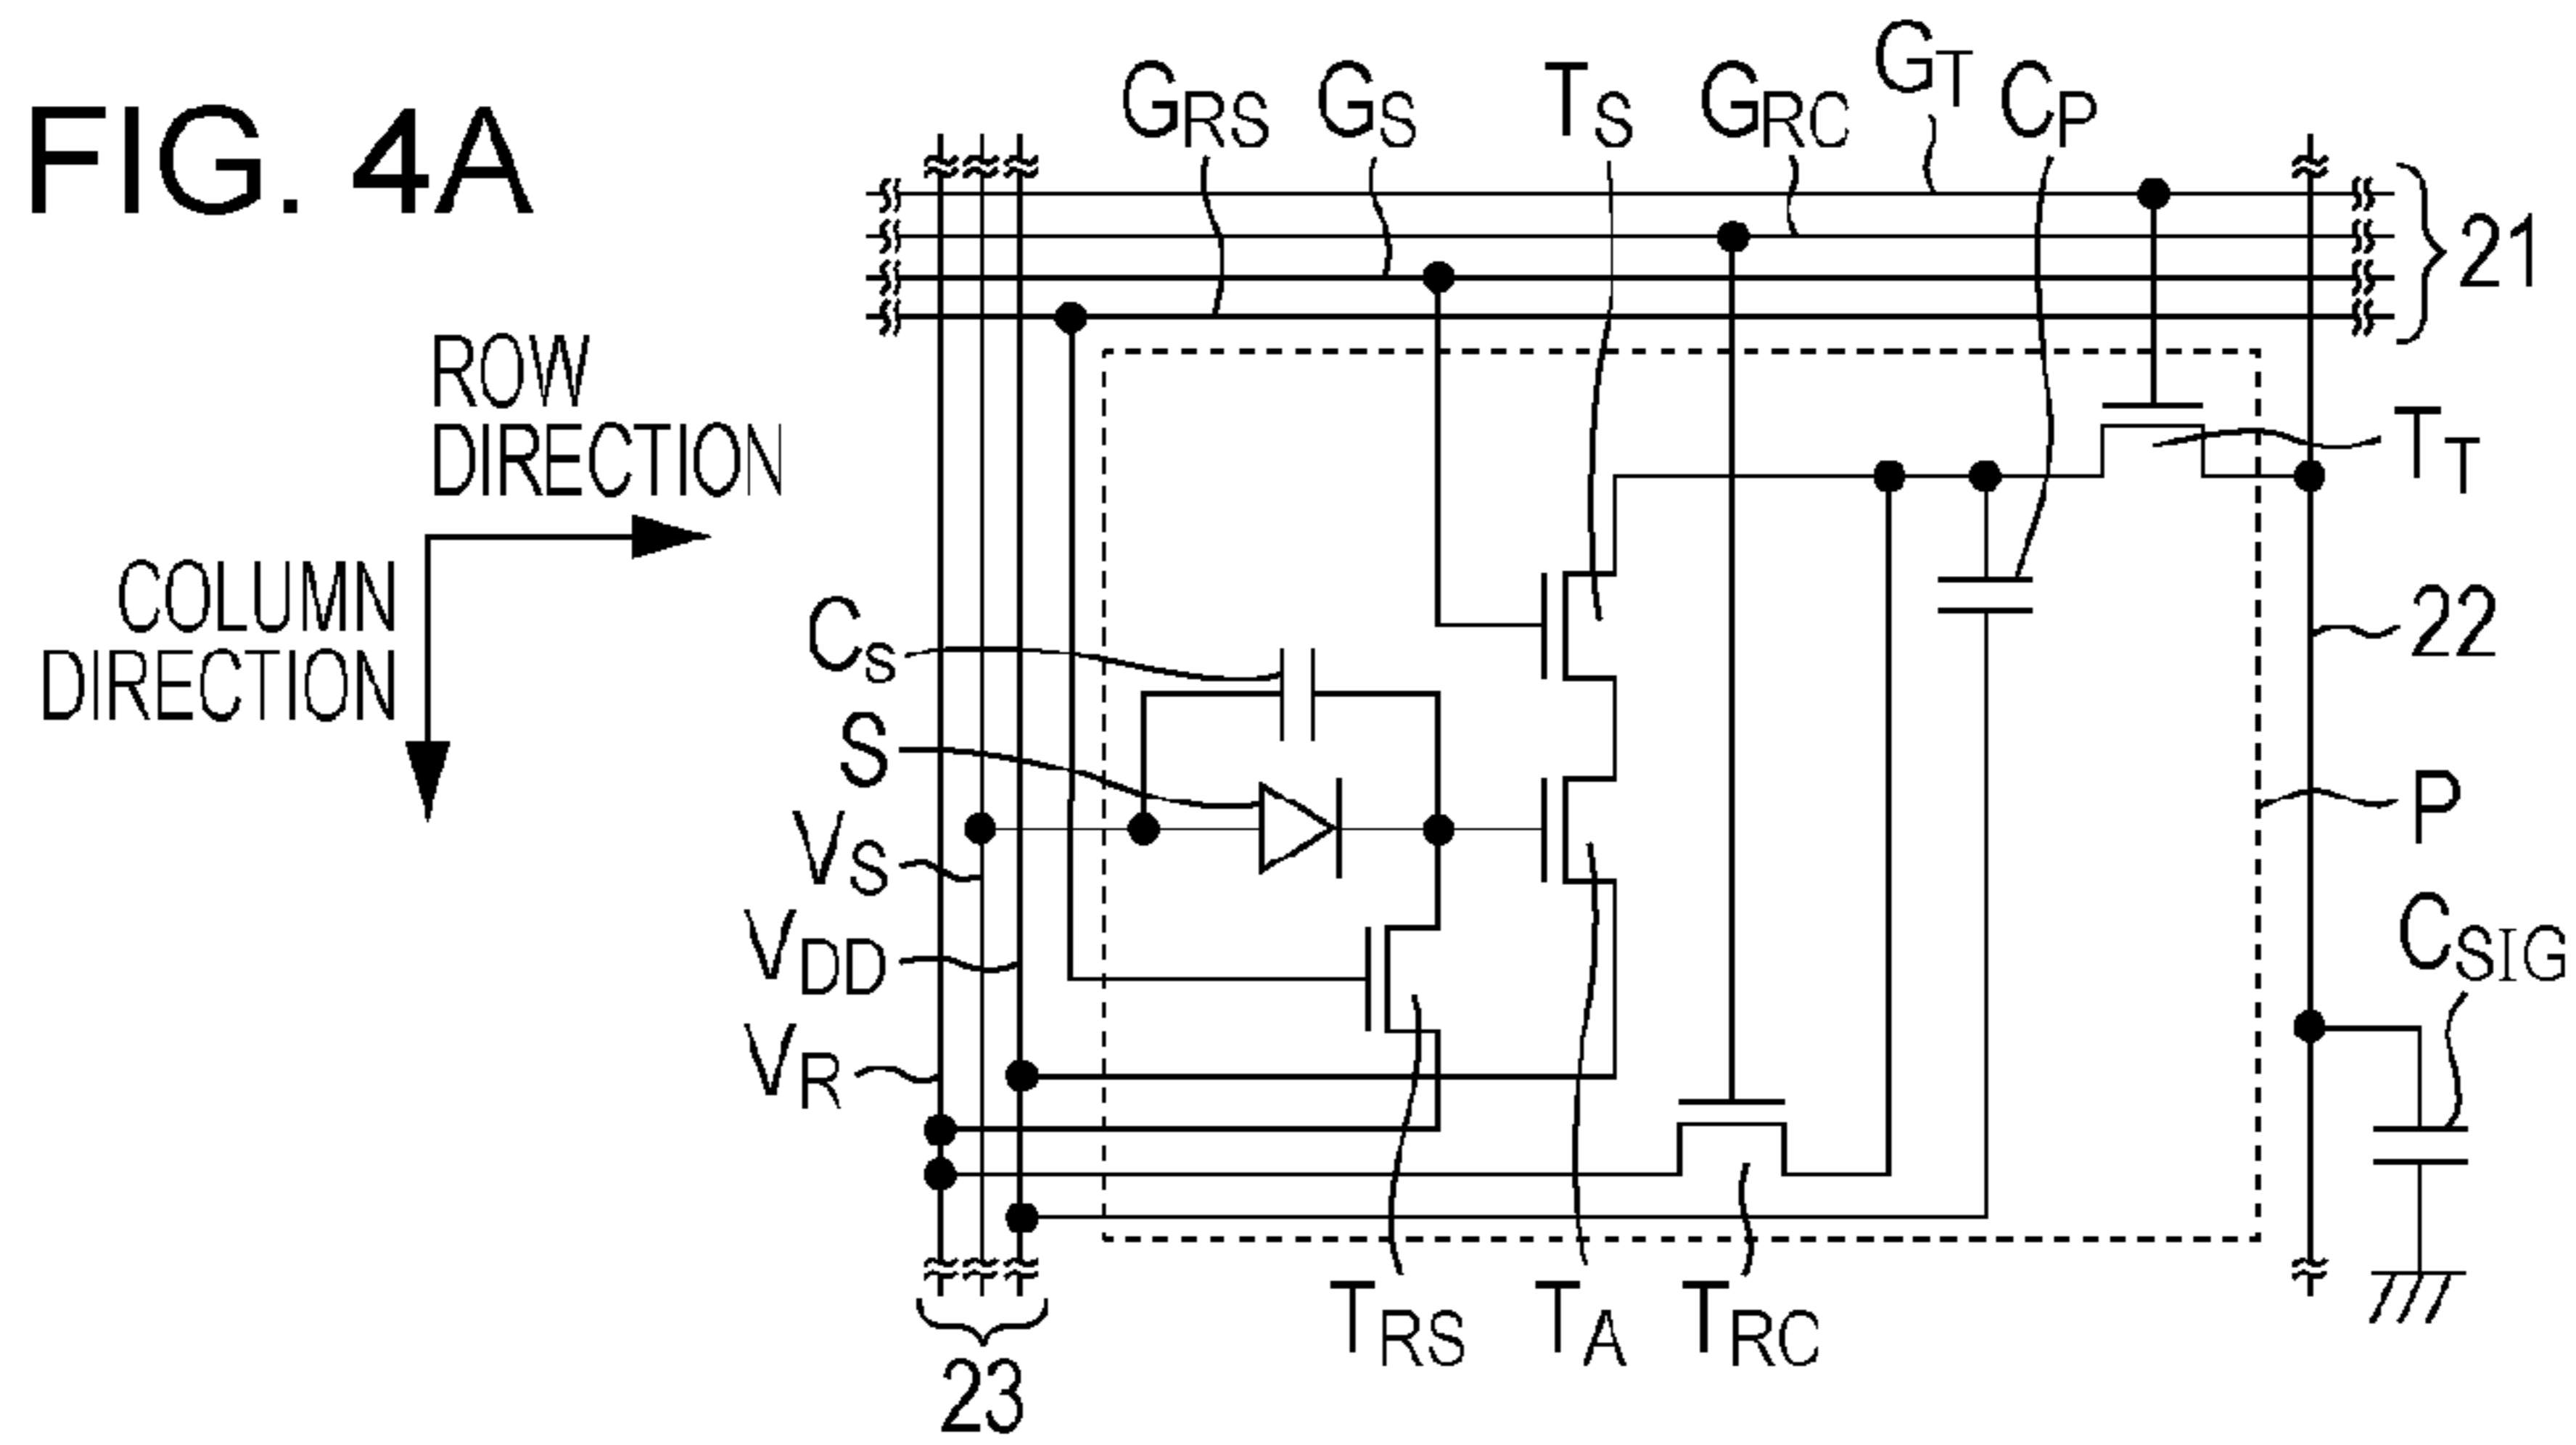 FIG. 4A
GRS GS TS GRC GT CP
21
ROW
DIRECTION
COLUMN
DIRECTION
TT
CS
22
S
P
VS
VDD
CSIG
VR
TRS TA TRC
23